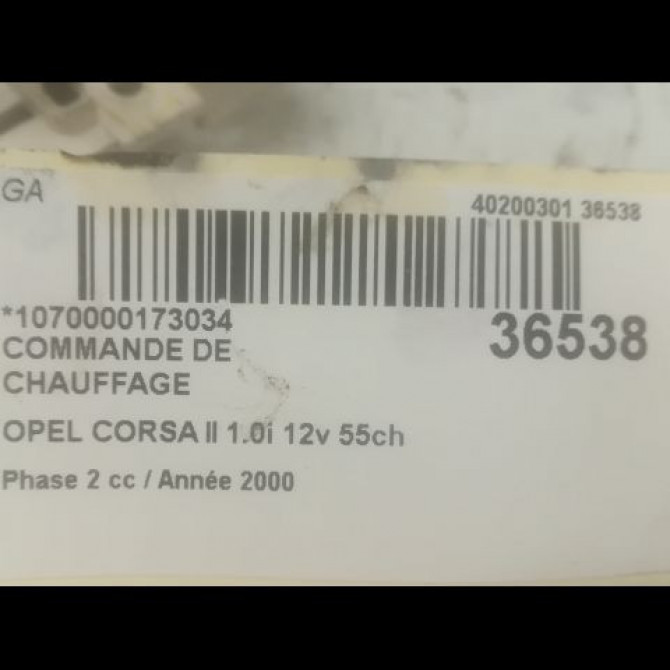 GA
40200301 36538
*1070000173034
36538
COMMANDE DE
CHAUFFAGE
OPEL CORSA II 1.0i 12v 55ch
Phase 2 cc / Année 2000